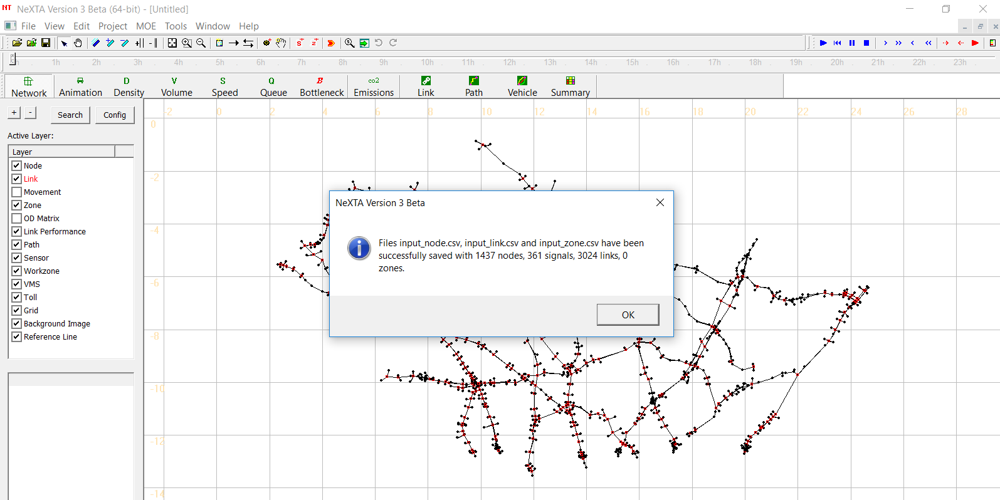 NT NeXTA Version 3 Beta (64-bit) - [Untitled]
File View Edit Project MOE Tools Window Help
1h 2h 3h 4h 5h 6h 7h 8h 9h 10h 11h 12h 13h 14h 15h 16h 17h 18h 19h 20h 21h 22h 23h
D V S Q B co2
Network Animation Density Volume Speed Queue Bottleneck Emissions Link Path Vehicle Summary
+ - Search Config
Active Layer:
Layer
Node
Link
Movement
Zone
OD Matrix
Link Performance
Path
Sensor
Workzone
VMS
Toll
Grid
Background Image
Reference Line
-2 0 2 4 6 8 10 12 14 16 18 20 22 24 26 28
0
-2
-4
-6
-8
-10
-12
-14
NeXTA Version 3 Beta
Files input_node.csv, input_link.csv and input_zone.csv have been
successfully saved with 1437 nodes, 361 signals, 3024 links, 0
zones.
OK